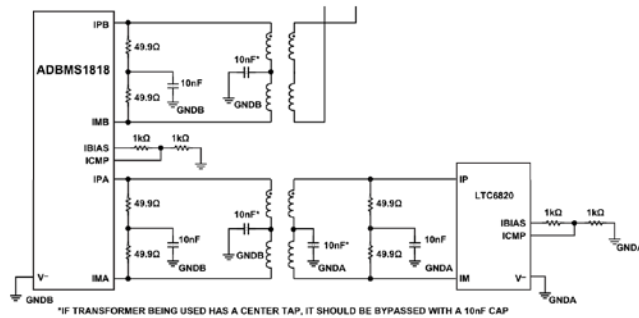 IPB
49.9Ω
10nF*
ADBMS1818
10nF
GNDB
49.9Ω
GNDB
IMB
1kΩ 1kΩ
IBIAS
ICMP
IPA
IP
LTC6820
49.9Ω
10nF*
49.9Ω
1kΩ 1kΩ
IBIAS
10nF
10nF*
10nF
ICMP
GNDA
49.9Ω
GNDB
49.9Ω
GNDB
GNDA
GNDA
V−
IMA
IM
V−
GNDB
GNDA
*IF TRANSFORMER BEING USED HAS A CENTER TAP, IT SHOULD BE BYPASSED WITH A 10nF CAP